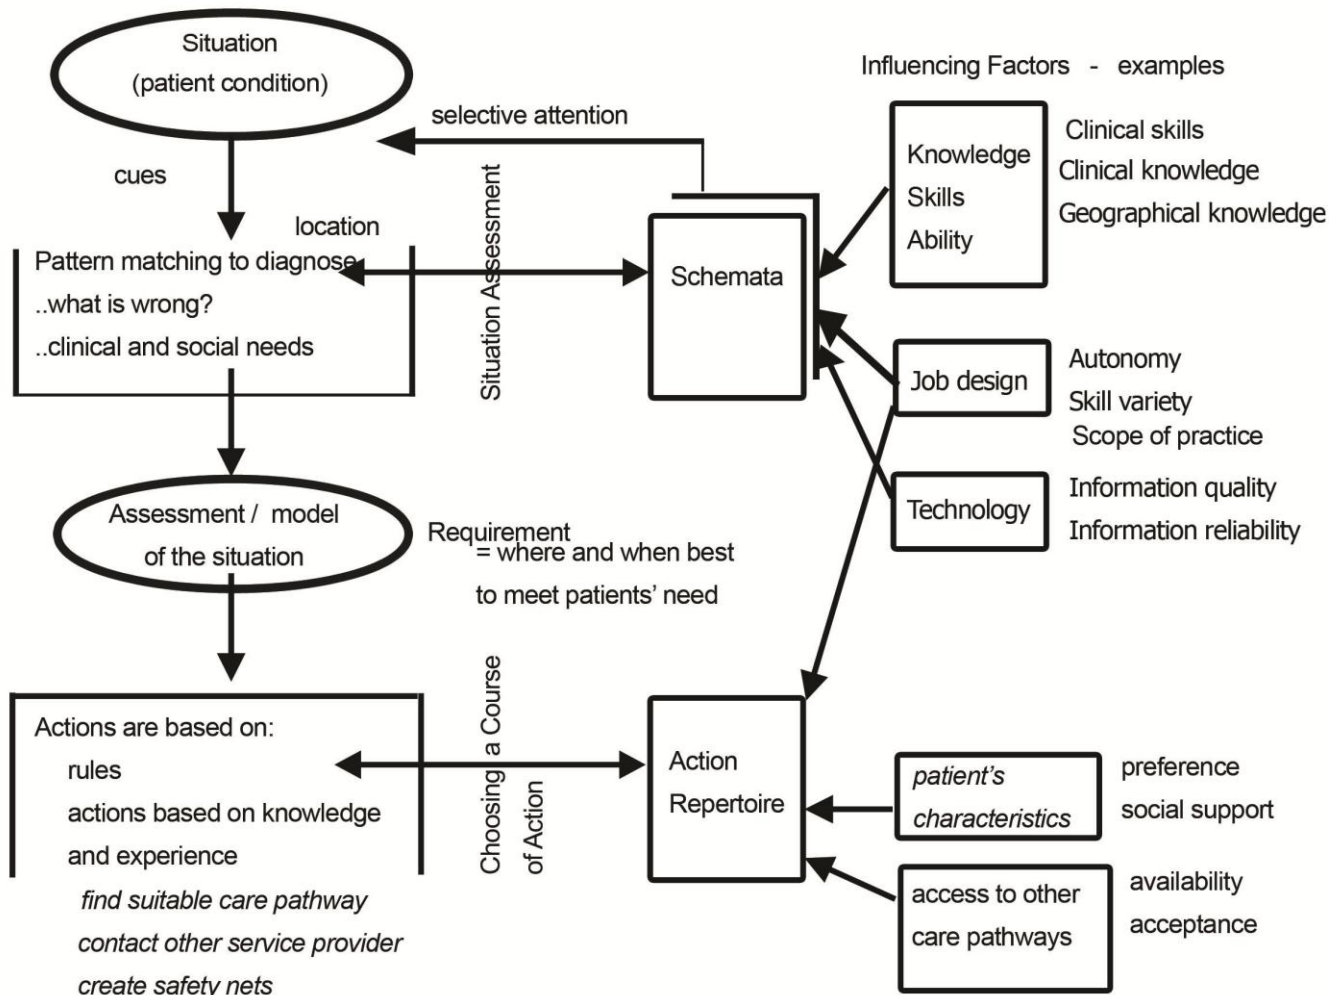 Situation
(patient condition)
Influencing Factors - examples
selective attention
cues
location
Pattern matching to diagnose
..what is wrong?
..clinical and social needs
Situation Assessment
Schemata
Knowledge
Skills
Ability
Clinical skills
Clinical knowledge
Geographical knowledge
Job design
Autonomy
Skill variety
Scope of practice
Technology
Information quality
Information reliability
Assessment / model
of the situation
Requirement
= where and when best
to meet patients' need
Actions are based on:
rules
actions based on knowledge
and experience
find suitable care pathway
contact other service provider
create safety nets
Choosing a Course
of Action
Action
Repertoire
patient's
characteristics
preference
social support
access to other
care pathways
availability
acceptance